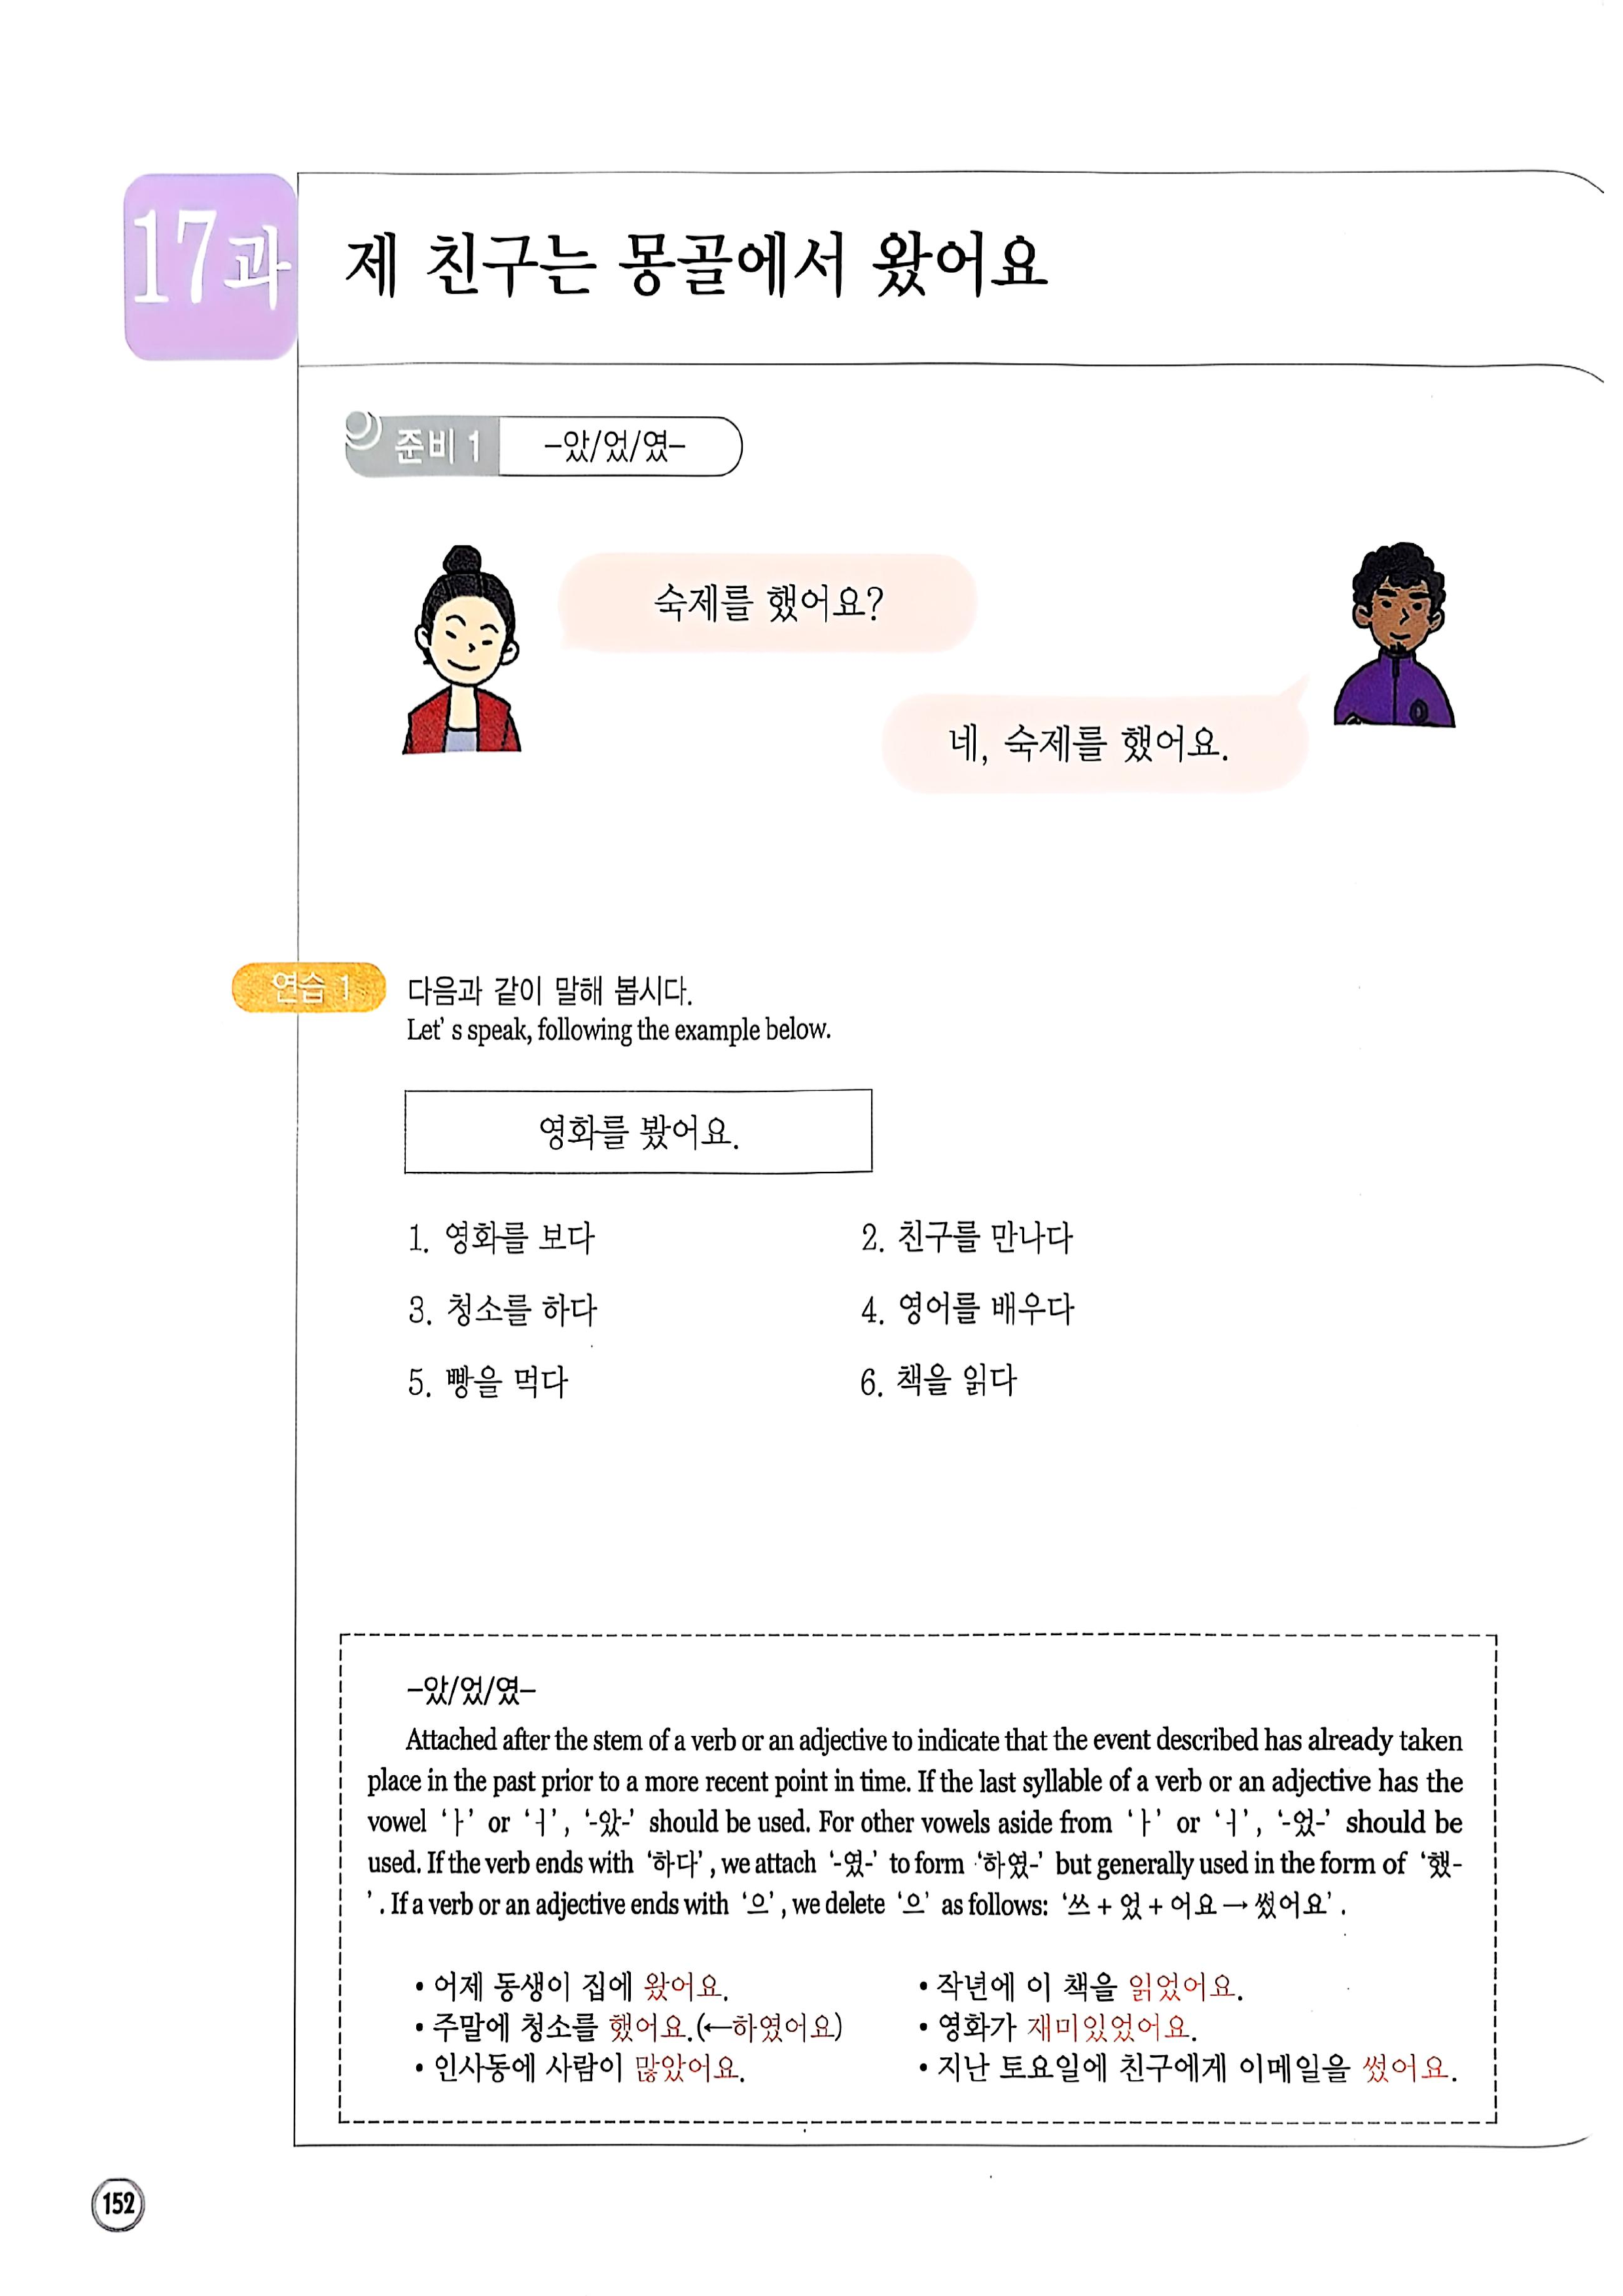 17과
제 친구는 몽골에서 왔어요
준비 1 –았/었/였–
숙제를 했어요?
네, 숙제를 했어요.
연습 1
다음과 같이 말해 봅시다.
Let's speak, following the example below.
영화를 봤어요.
1. 영화를 보다
2. 친구를 만나다
3. 청소를 하다
4. 영어를 배우다
5. 빵을 먹다
6. 책을 읽다
–았/었/였–
Attached after the stem of a verb or an adjective to indicate that the event described has already taken
place in the past prior to a more recent point in time. If the last syllable of a verb or an adjective has the
vowel 'ㅏ' or 'ㅓ', '-았-' should be used. For other vowels aside from 'ㅏ' or 'ㅓ', '-었-' should be
used. If the verb ends with '하다', we attach '-였-' to form '하였-' but generally used in the form of '했-
'. If a verb or an adjective ends with '으', we delete '으' as follows: '쓰 + 었 + 어요 → 썼어요'.
• 어제 동생이 집에 왔어요.
• 주말에 청소를 했어요.(←하였어요)
• 인사동에 사람이 많았어요.
• 작년에 이 책을 읽었어요.
• 영화가 재미있었어요.
• 지난 토요일에 친구에게 이메일을 썼어요.
152